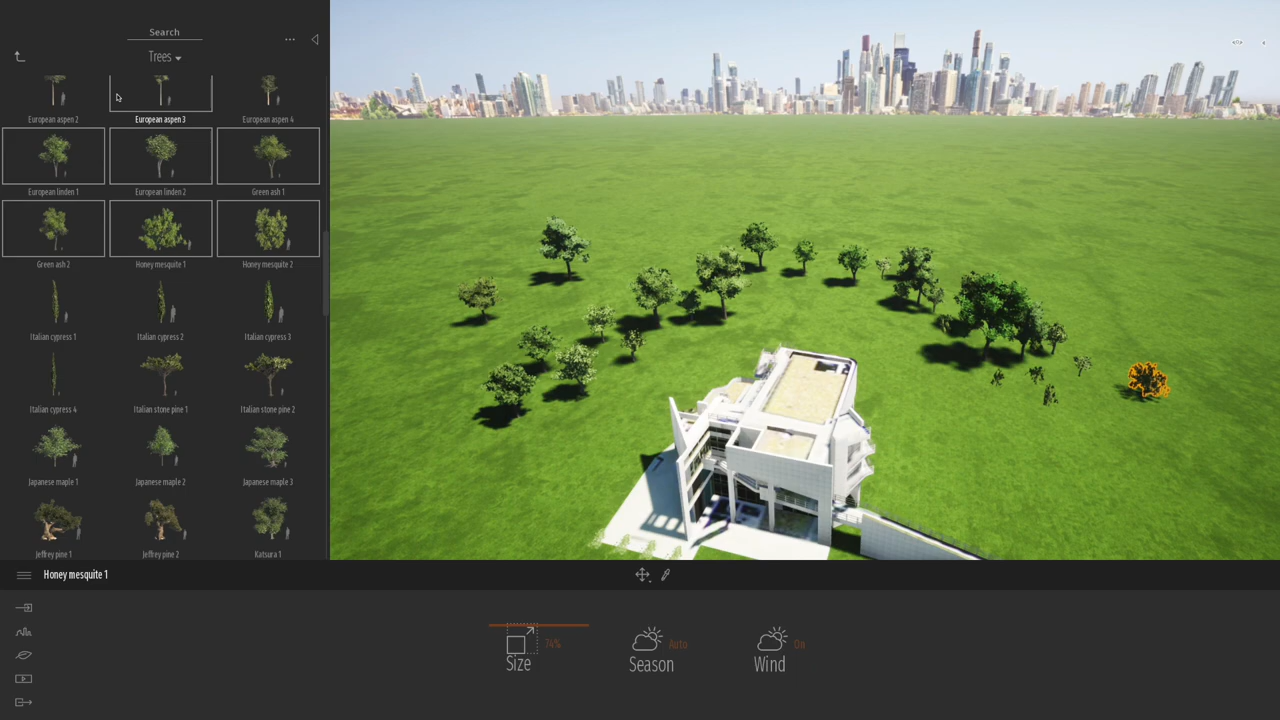 Search
Trees
European aspen 2
European aspen 3
European aspen 4
European linden 1
European linden 2
Green ash 1
Green ash 2
Honey mesquite 1
Honey mesquite 2
Italian cypress 1
Italian cypress 2
Italian cypress 3
Italian cypress 4
Italian stone pine 1
Italian stone pine 2
Japanese maple 1
Japanese maple 2
Japanese maple 3
Jeffrey pine 1
Jeffrey pine 2
Katsura 1
Honey mesquite 1
74%
Auto
On
Size
Season
Wind